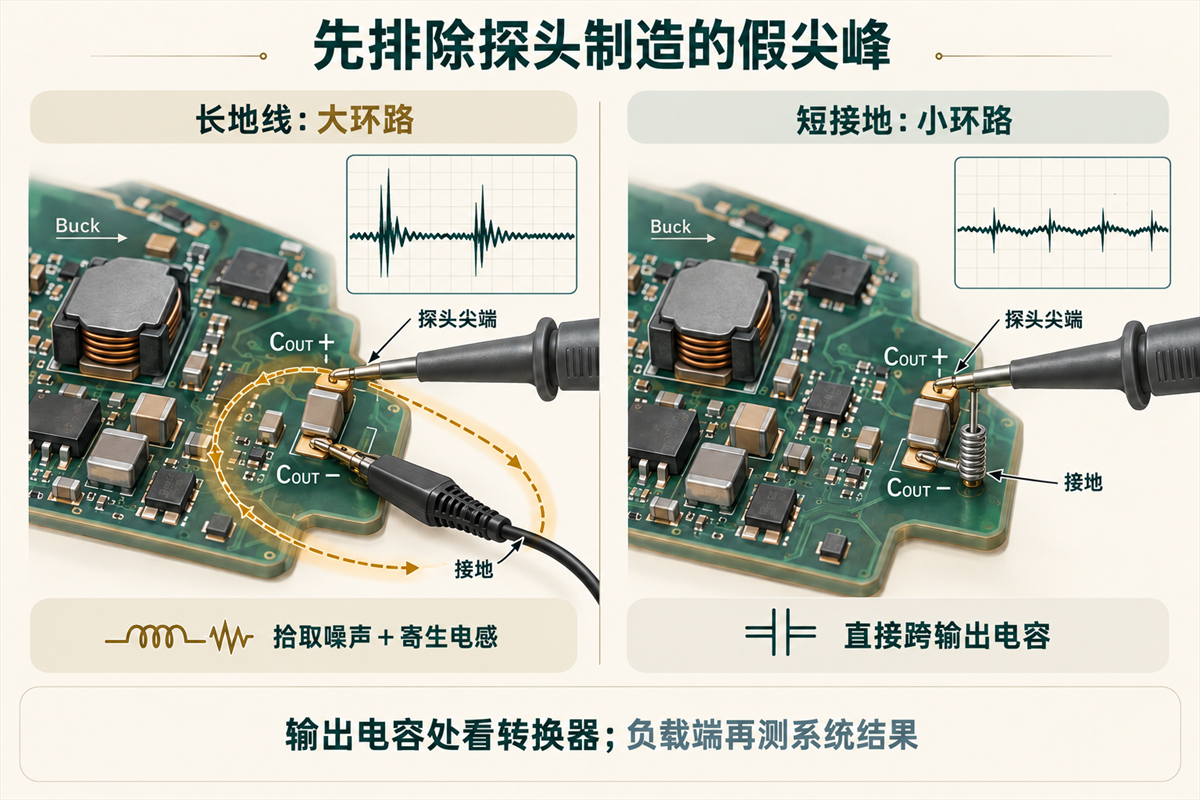 先排除探头制造的假尖峰
长地线：大环路
Buck
探头尖端
COUT +
COUT −
接地
拾取噪声 + 寄生电感
短接地：小环路
Buck
探头尖端
COUT +
COUT −
接地
直接跨输出电容
输出电容处看转换器；负载端再测系统结果